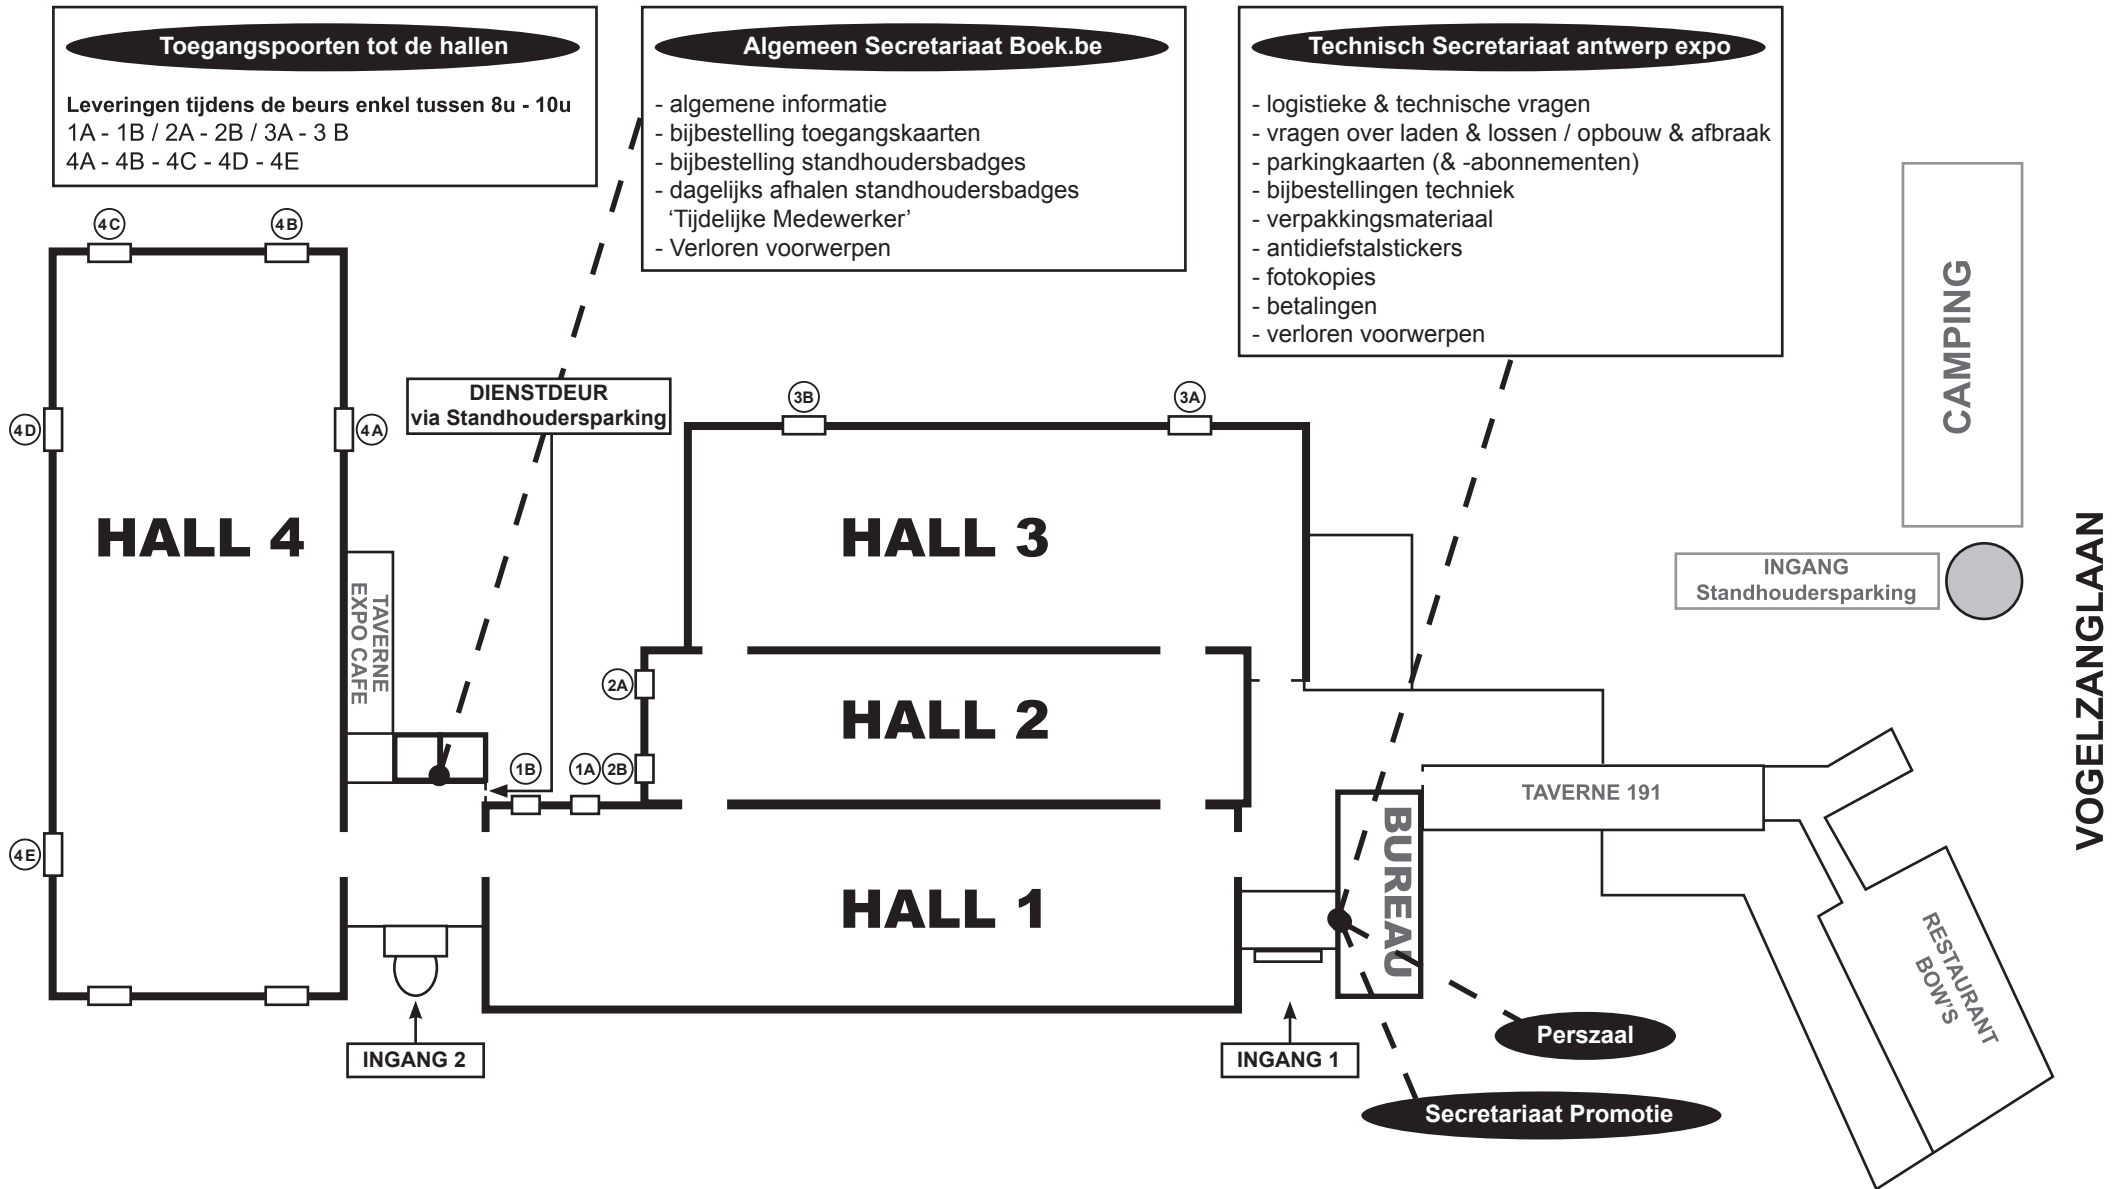 Toegangspoorten tot de hallen
Leveringen tijdens de beurs enkel tussen 8u - 10u
1A - 1B / 2A - 2B / 3A - 3 B
4A - 4B - 4C - 4D - 4E
Algemeen Secretariaat Boek.be
- algemene informatie
- bijbestelling toegangskaarten
- bijbestelling standhoudersbadges
- dagelijks afhalen standhoudersbadges
‘Tijdelijke Medewerker’
- Verloren voorwerpen
Technisch Secretariaat antwerp expo
- logistieke & technische vragen
- vragen over laden & lossen / opbouw & afbraak
- parkingkaarten (& -abonnementen)
- bijbestellingen techniek
- verpakkingsmateriaal
- antidiefstalstickers
- fotokopies
- betalingen
- verloren voorwerpen
4C
4B
4D
4A
4E
DIENSTDEUR
via Standhoudersparking
3B
3A
HALL 4
HALL 3
TAVERNE
EXPO CAFE
2A
HALL 2
1B
1A
2B
HALL 1
BUREAU
TAVERNE 191
RESTAURANT
BOW'S
CAMPING
INGANG
Standhoudersparking
VOGELZANGLAAN
INGANG 2
INGANG 1
Perszaal
Secretariaat Promotie